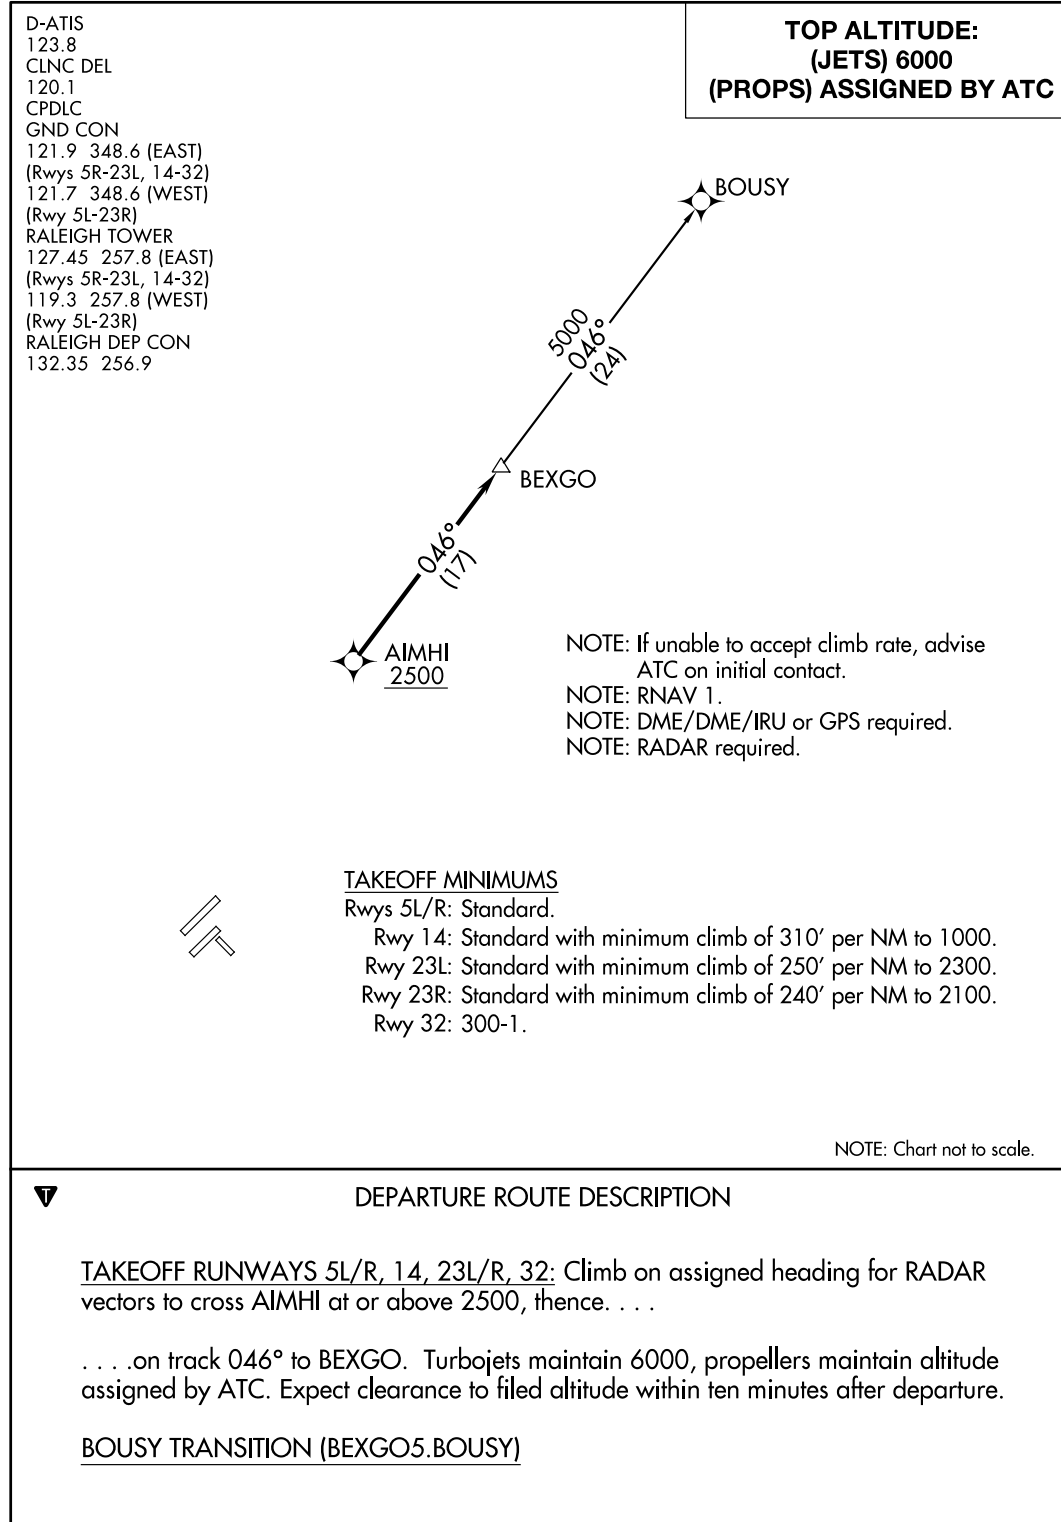 D-ATIS
123.8
CLNC DEL
120.1
CPDLC
GND CON
121.9 348.6 (EAST)
(Rwys 5R-23L, 14-32)
121.7 348.6 (WEST)
(Rwy 5L-23R)
RALEIGH TOWER
127.45 257.8 (EAST)
(Rwys 5R-23L, 14-32)
119.3 257.8 (WEST)
(Rwy 5L-23R)
RALEIGH DEP CON
132.35 256.9
TOP ALTITUDE:
(JETS) 6000
(PROPS) ASSIGNED BY ATC
BOUSY
5000
046°
(24)
BEXGO
046°
(17)
AIMHI
2500
NOTE: If unable to accept climb rate, advise
ATC on initial contact.
NOTE: RNAV 1.
NOTE: DME/DME/IRU or GPS required.
NOTE: RADAR required.
TAKEOFF MINIMUMS
Rwys 5L/R: Standard.
Rwy 14: Standard with minimum climb of 310' per NM to 1000.
Rwy 23L: Standard with minimum climb of 250' per NM to 2300.
Rwy 23R: Standard with minimum climb of 240' per NM to 2100.
Rwy 32: 300-1.
NOTE: Chart not to scale.
T
DEPARTURE ROUTE DESCRIPTION
TAKEOFF RUNWAYS 5L/R, 14, 23L/R, 32: Climb on assigned heading for RADAR
vectors to cross AIMHI at or above 2500, thence. . . .
. . . .on track 046° to BEXGO. Turbojets maintain 6000, propellers maintain altitude
assigned by ATC. Expect clearance to filed altitude within ten minutes after departure.
BOUSY TRANSITION (BEXGO5.BOUSY)